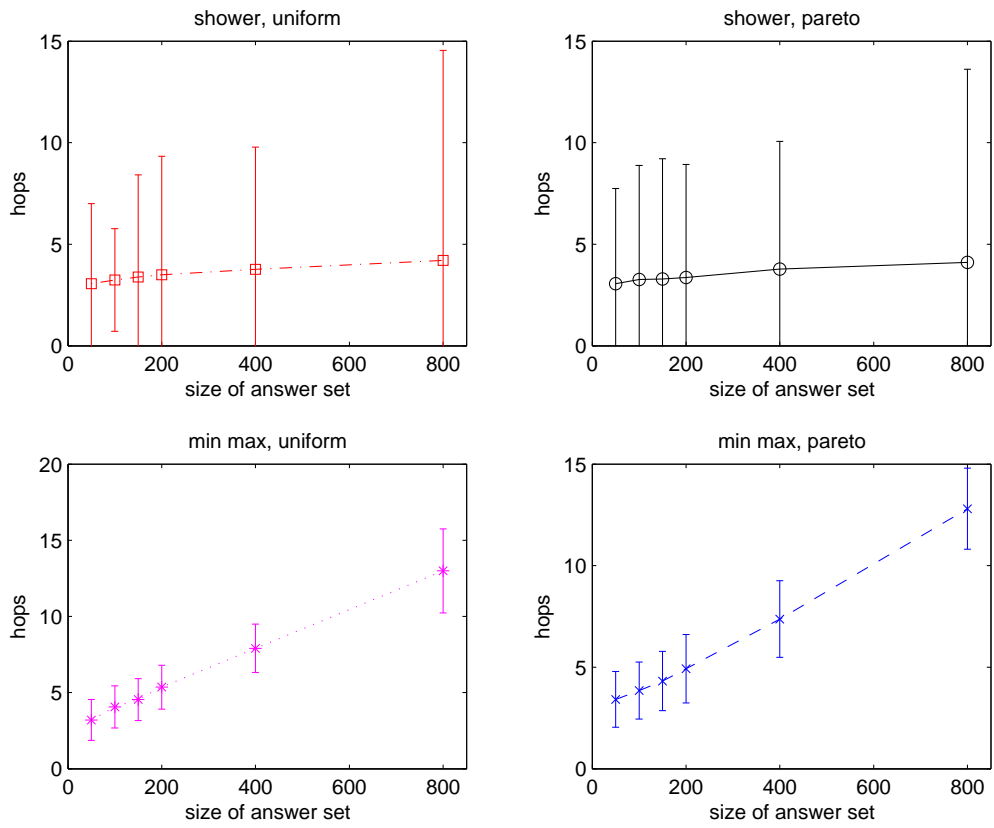 shower, uniform
15
10
5
0
hops
0 200 400 600 800
size of answer set
shower, pareto
15
10
5
0
hops
0 200 400 600 800
size of answer set
min max, uniform
20
15
10
5
0
hops
0 200 400 600 800
size of answer set
min max, pareto
15
10
5
0
hops
0 200 400 600 800
size of answer set